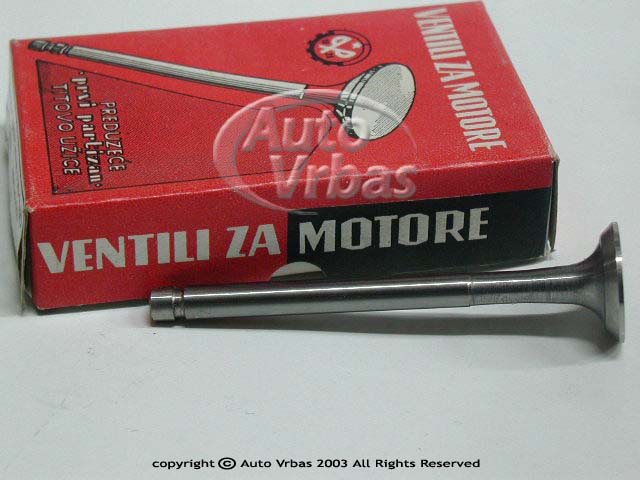 VENTILI ZA MOTORE
PREDUZEĆE
"prvi partizan"
TITOVO UŽICE
Auto
Vrbas
VENTILI ZA MOTORE
copyright © Auto Vrbas 2003 All Rights Reserved